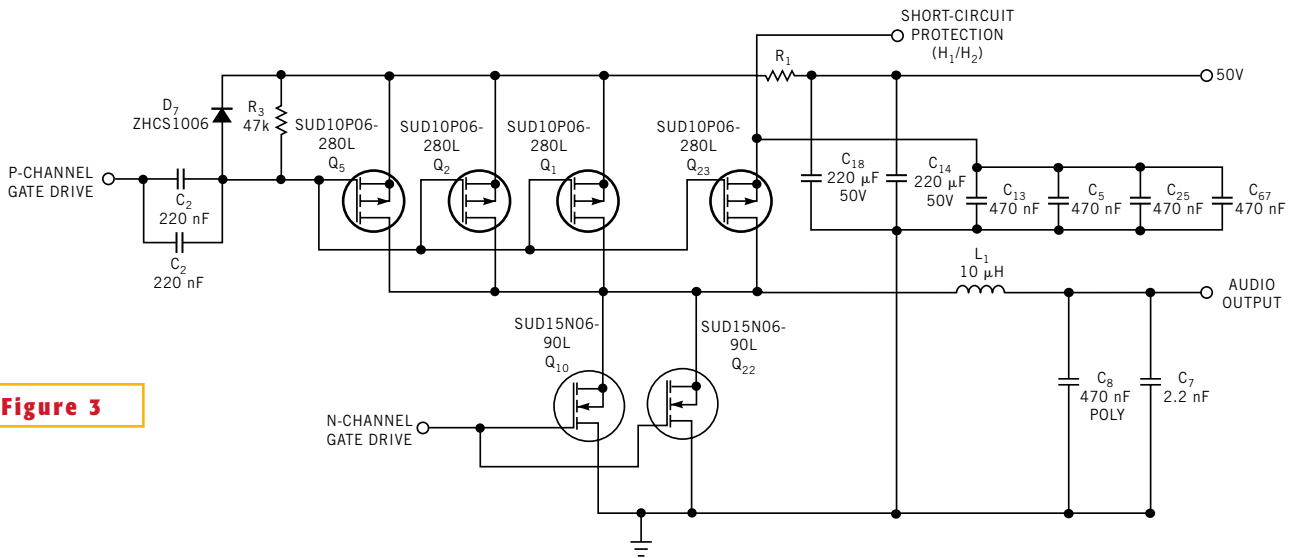 SHORT-CIRCUIT
PROTECTION
(H₁/H₂)
R₁
50V
D₇
ZHCS1006
R₃
47k
SUD10P06-
280L
Q₅
SUD10P06-
280L
Q₂
SUD10P06-
280L
Q₁
SUD10P06-
280L
Q₂₃
P-CHANNEL
GATE DRIVE
C₂
220 nF
C₂
220 nF
C₁₈
220 µF
50V
C₁₄
220 µF
50V
C₁₃
470 nF
C₅
470 nF
C₂₅
470 nF
C₆₇
470 nF
L₁
10 µH
AUDIO
OUTPUT
SUD15N06-
90L
Q₁₀
SUD15N06-
90L
Q₂₂
C₈
470 nF
POLY
C₇
2.2 nF
Figure 3
N-CHANNEL
GATE DRIVE